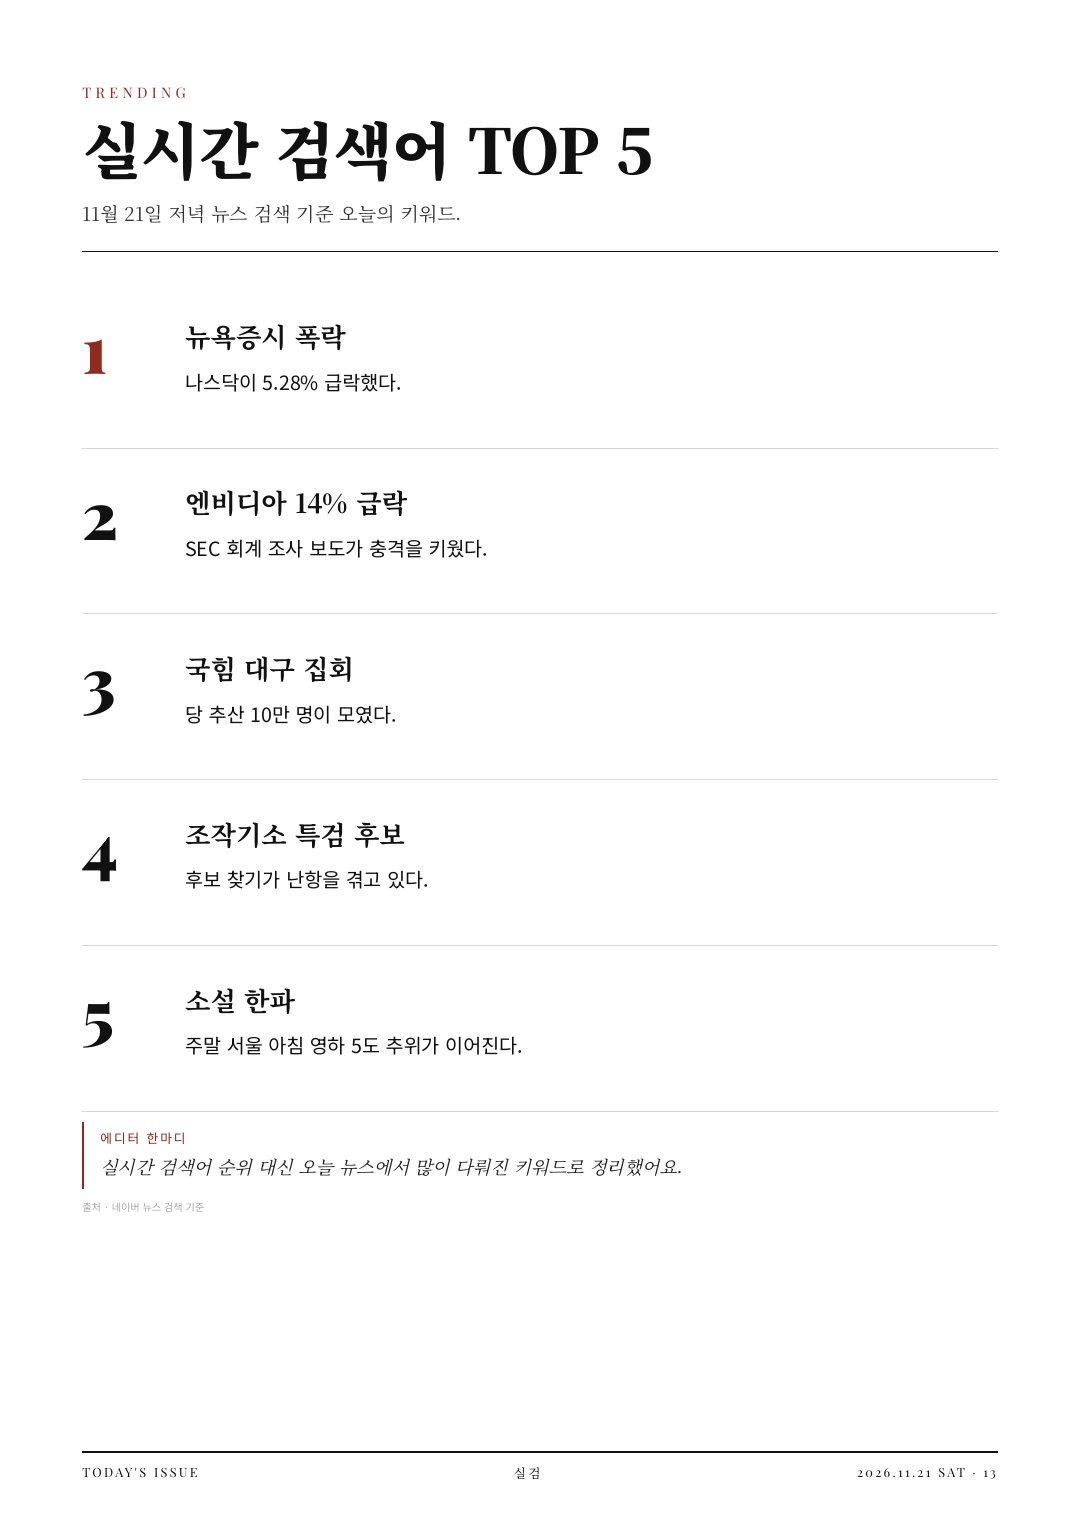 TRENDING
실시간 검색어 TOP 5
11월 21일 저녁 뉴스 검색 기준 오늘의 키워드.
1
뉴욕증시 폭락
나스닥이 5.28% 급락했다.
2
엔비디아 14% 급락
SEC 회계 조사 보도가 충격을 키웠다.
3
국힘 대구 집회
당 추산 10만 명이 모였다.
4
조작기소 특검 후보
후보 찾기가 난항을 겪고 있다.
5
소설 한파
주말 서울 아침 영하 5도 추위가 이어진다.
에디터 한마디
실시간 검색어 순위 대신 오늘 뉴스에서 많이 다뤄진 키워드로 정리했어요.
출처 · 네이버 뉴스 검색 기준
TODAY'S ISSUE
실검
2026.11.21 SAT · 13